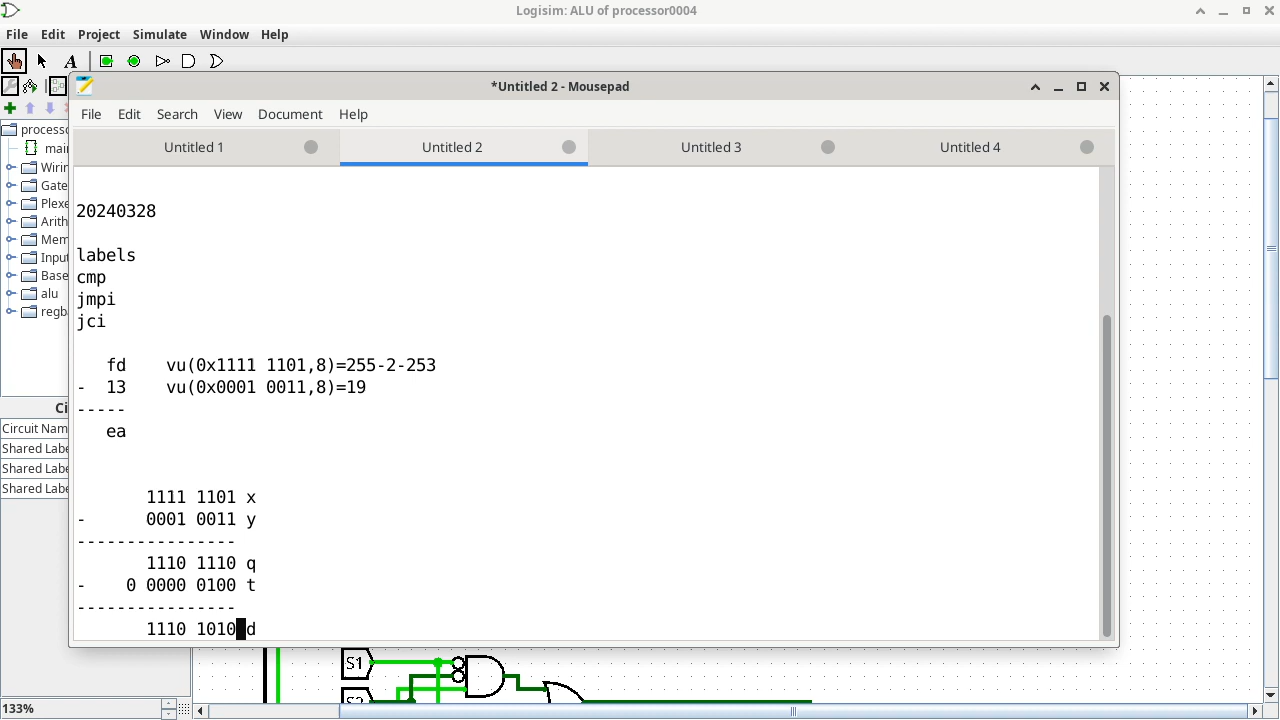 Logisim: ALU of processor0004
File Edit Project Simulate Window Help
A
*Untitled 2 - Mousepad
File Edit Search View Document Help
Untitled 1 Untitled 2 Untitled 3 Untitled 4
processo
main
Wirin
Gate
Plexe
Arith
Mem
Input
Base
alu
regb
Ci
Circuit Nam
Shared Labe
Shared Labe
Shared Labe
20240328
labels
cmp
jmpi
jci
fd vu(0x1111 1101,8)=255-2-253
- 13 vu(0x0001 0011,8)=19
-----
ea
1111 1101 x
- 0001 0011 y
----------------
1110 1110 q
- 0 0000 0100 t
----------------
1110 1010 d
S1
S2
133%